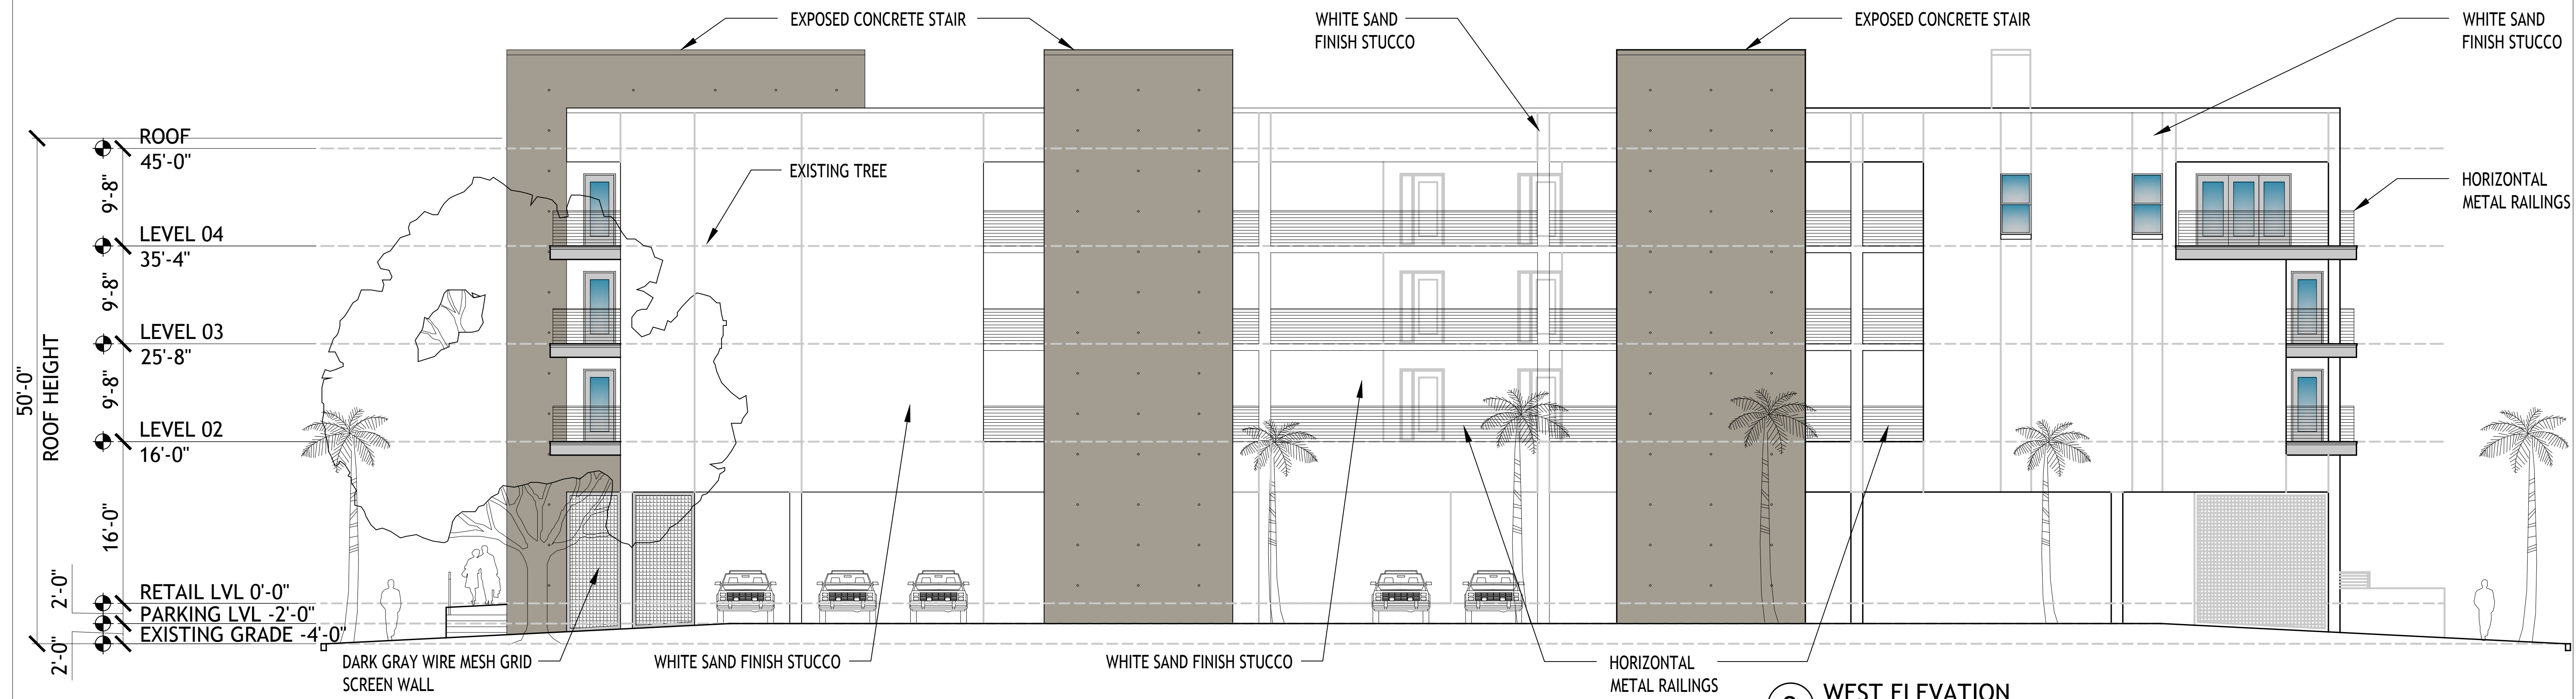 EXPOSED CONCRETE STAIR
WHITE SAND
FINISH STUCCO
EXPOSED CONCRETE STAIR
WHITE SAND
FINISH STUCCO
ROOF
45'-0"
9'-8"
EXISTING TREE
HORIZONTAL
METAL RAILINGS
LEVEL 04
35'-4"
9'-8"
LEVEL 03
25'-8"
9'-8"
50'-0"
ROOF HEIGHT
LEVEL 02
16'-0"
16'-0"
RETAIL LVL 0'-0"
2'-0"
PARKING LVL -2'-0"
EXISTING GRADE -4'-0"
2'-0"
DARK GRAY WIRE MESH GRID
SCREEN WALL
WHITE SAND FINISH STUCCO
WHITE SAND FINISH STUCCO
HORIZONTAL
METAL RAILINGS
WEST ELEVATION